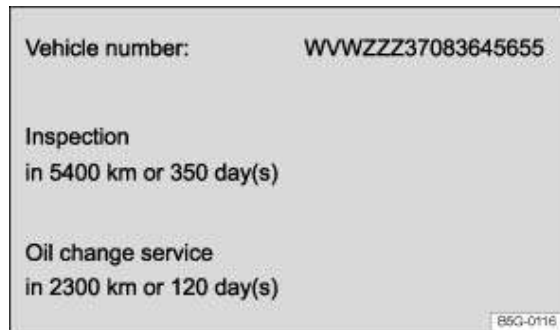 Vehicle number: WVWZZZ37083645655
Inspection
in 5400 km or 350 day(s)
Oil change service
in 2300 km or 120 day(s)
B5G-0116